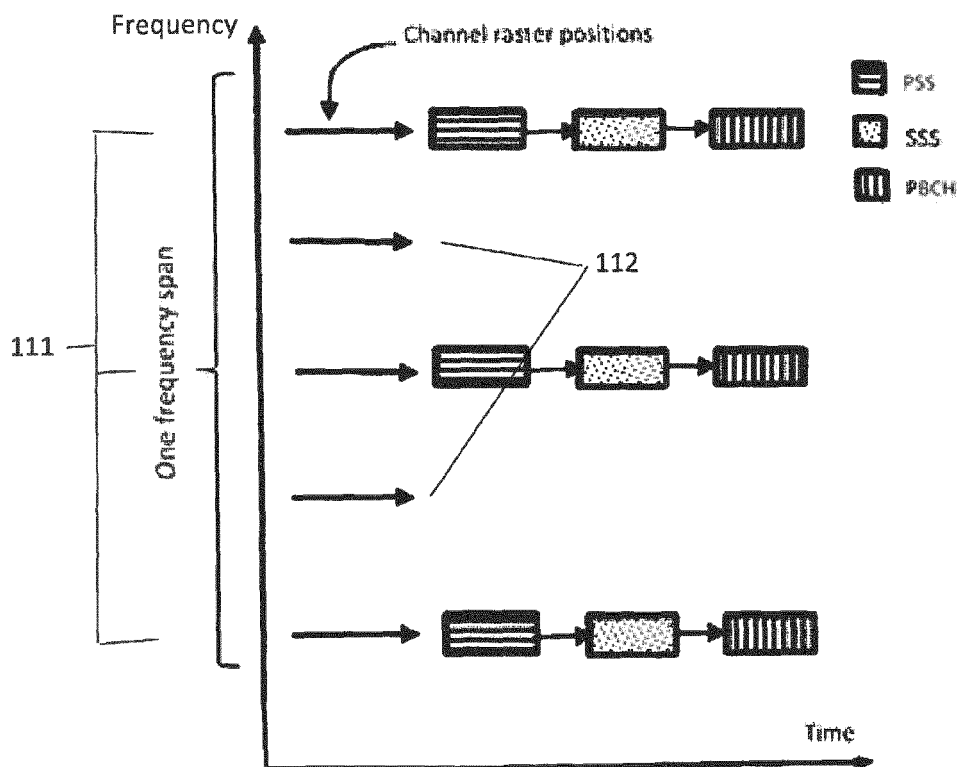 Frequency
Channel raster positions
PSS
SSS
PBCH
112
111
One frequency span
Time